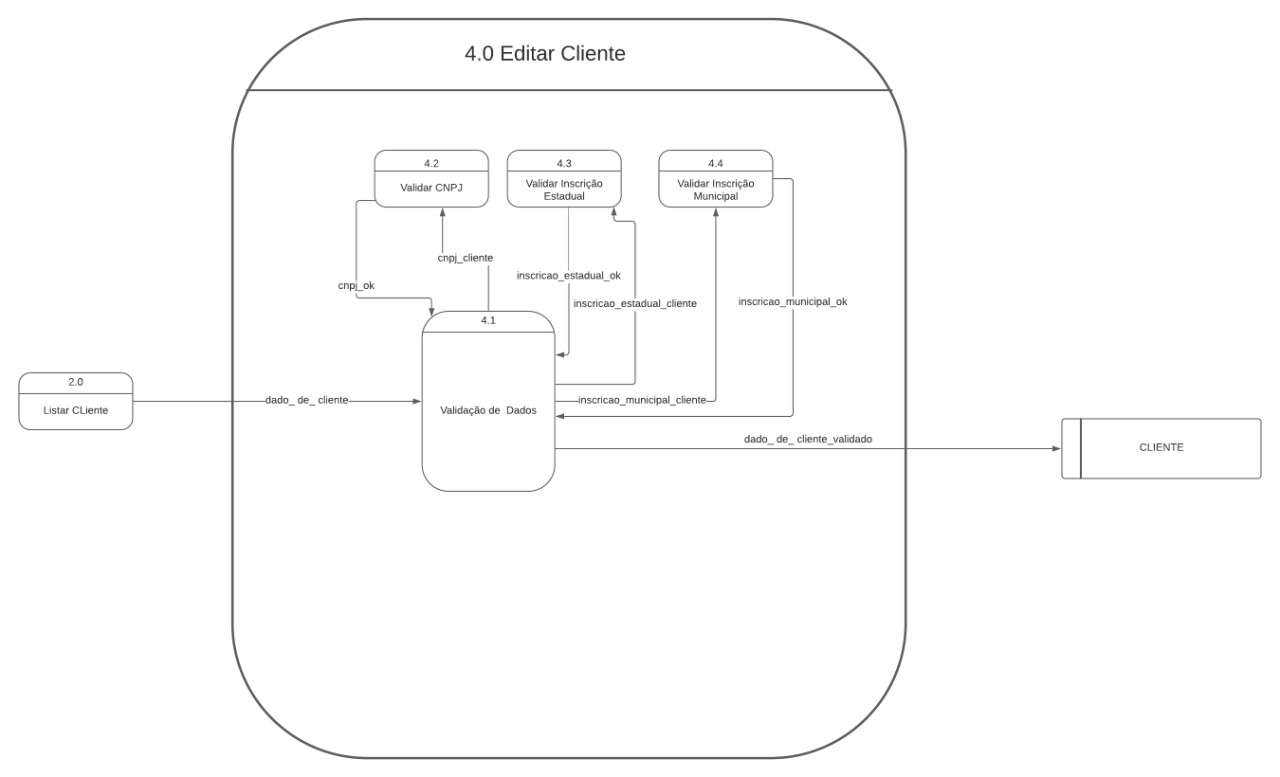 4.0 Editar Cliente
4.2
Validar CNPJ
4.3
Validar Inscrição
Estadual
4.4
Validar Inscrição
Municipal
cnpj_cliente
inscricao_estadual_ok
cnpj_ok
inscricao_estadual_cliente
inscricao_municipal_ok
4.1
Validação de  Dados
2.0
Listar CLiente
dado_ de_ cliente
inscricao_municipal_cliente
dado_ de_ cliente_validado
CLIENTE